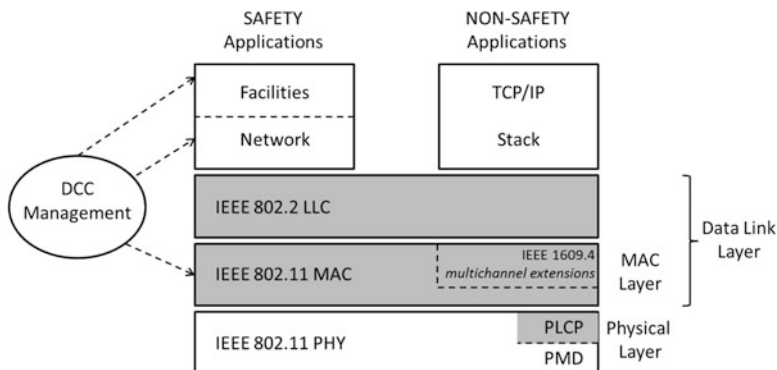 SAFETY
Applications
NON-SAFETY
Applications
Facilities
Network
TCP/IP
Stack
DCC
Management
IEEE 802.2 LLC
IEEE 802.11 MAC
IEEE 1609.4
multichannel extensions
MAC
Layer
Data Link
Layer
IEEE 802.11 PHY
PLCP
PMD
Physical
Layer